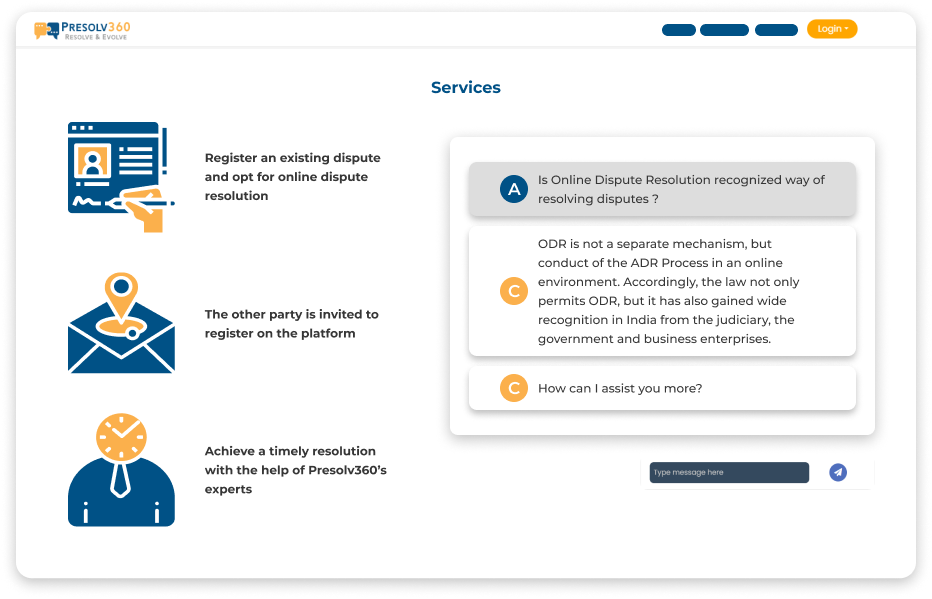 PRESOLV360
RESOLVE & EVOLVE
Login
Services
Register an existing dispute
and opt for online dispute
resolution
The other party is invited to
register on the platform
Achieve a timely resolution
with the help of Presolv360's
experts
A
Is Online Dispute Resolution recognized way of
resolving disputes ?
C
ODR is not a separate mechanism, but
conduct of the ADR Process in an online
environment. Accordingly, the law not only
permits ODR, but it has also gained wide
recognition in India from the judiciary, the
government and business enterprises.
C
How can I assist you more?
Type message here